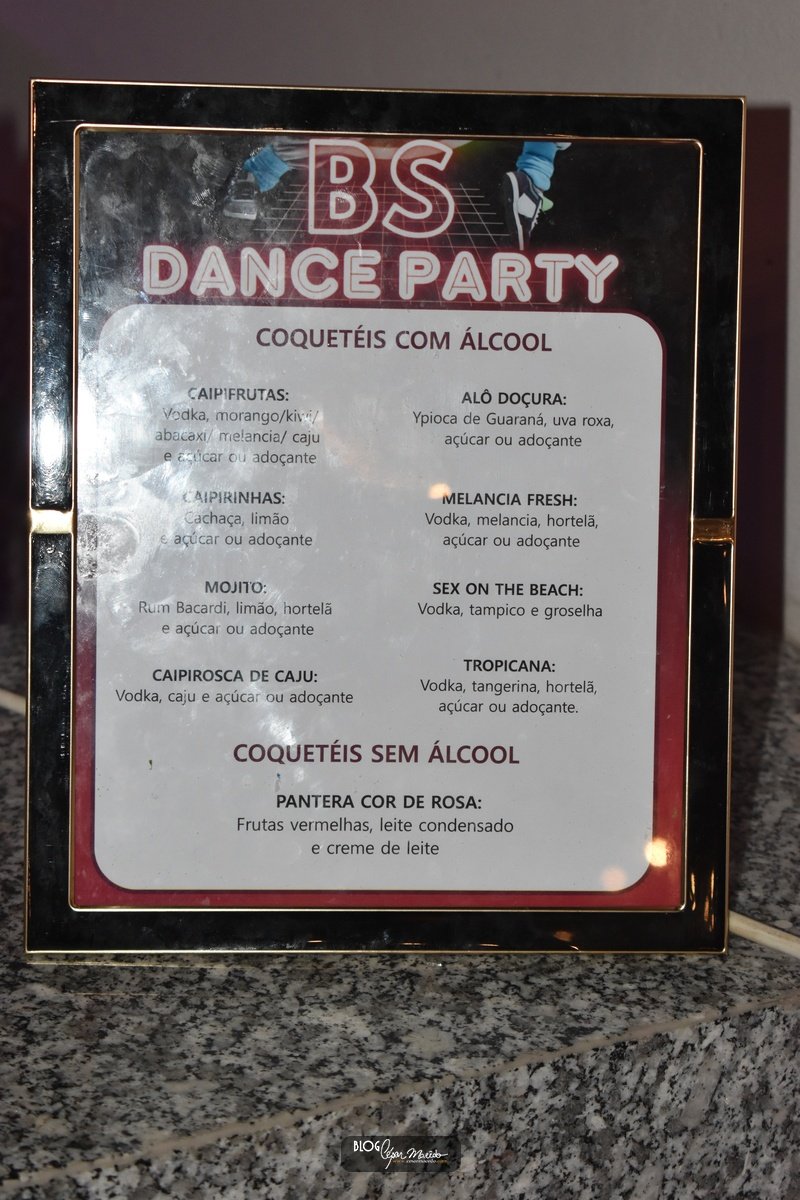 BS
DANCE PARTY
COQUETÉIS COM ÁLCOOL
CAIPIFRUTAS:
Vodka, morango/kiwi/
abacaxi/ melancia/ caju
e açúcar ou adoçante
CAIPIRINHAS:
Cachaça, limão
e açúcar ou adoçante
MOJITO:
Rum Bacardi, limão, hortelã
e açúcar ou adoçante
CAIPIROSCA DE CAJU:
Vodka, caju e açúcar ou adoçante
ALÔ DOÇURA:
Ypioca de Guaraná, uva roxa,
açúcar ou adoçante
MELANCIA FRESH:
Vodka, melancia, hortelã,
açúcar ou adoçante
SEX ON THE BEACH:
Vodka, tampico e groselha
TROPICANA:
Vodka, tangerina, hortelã,
açúcar ou adoçante.
COQUETÉIS SEM ÁLCOOL
PANTERA COR DE ROSA:
Frutas vermelhas, leite condensado
e creme de leite
BLOG